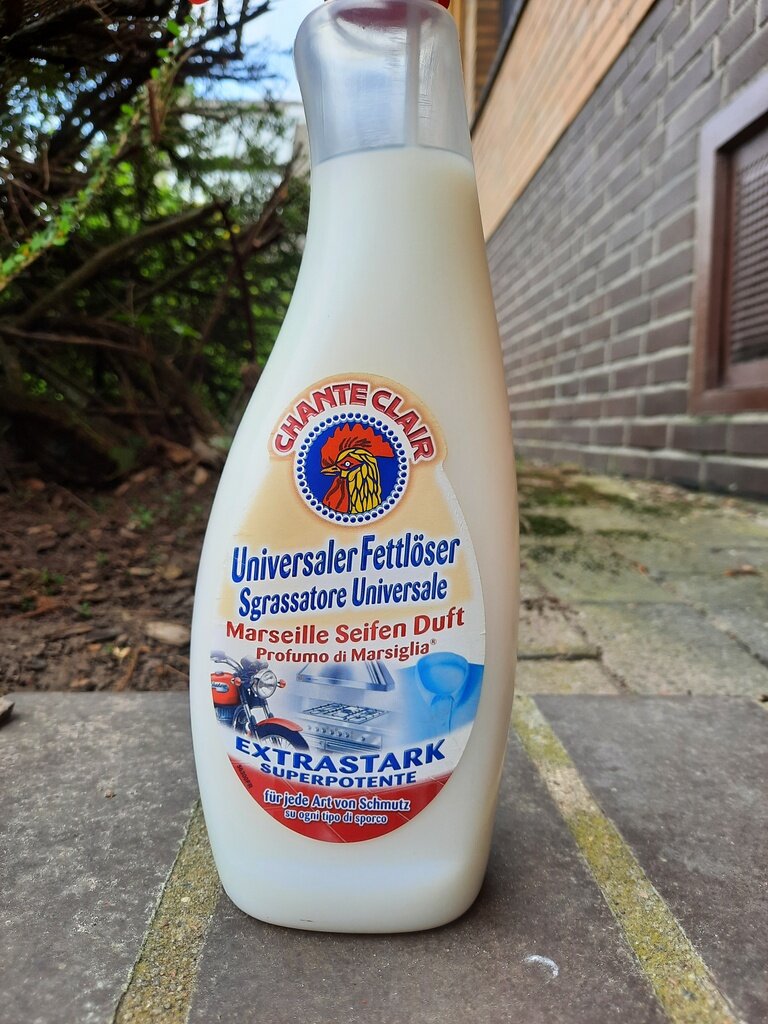 CHANTE CLAIR
Universaler Fettlöser
Sgrassatore Universale
Marseille Seifen Duft
Profumo di Marsiglia®
EXTRASTARK
SUPERPOTENTE
für jede Art von Schmutz
su ogni tipo di sporco